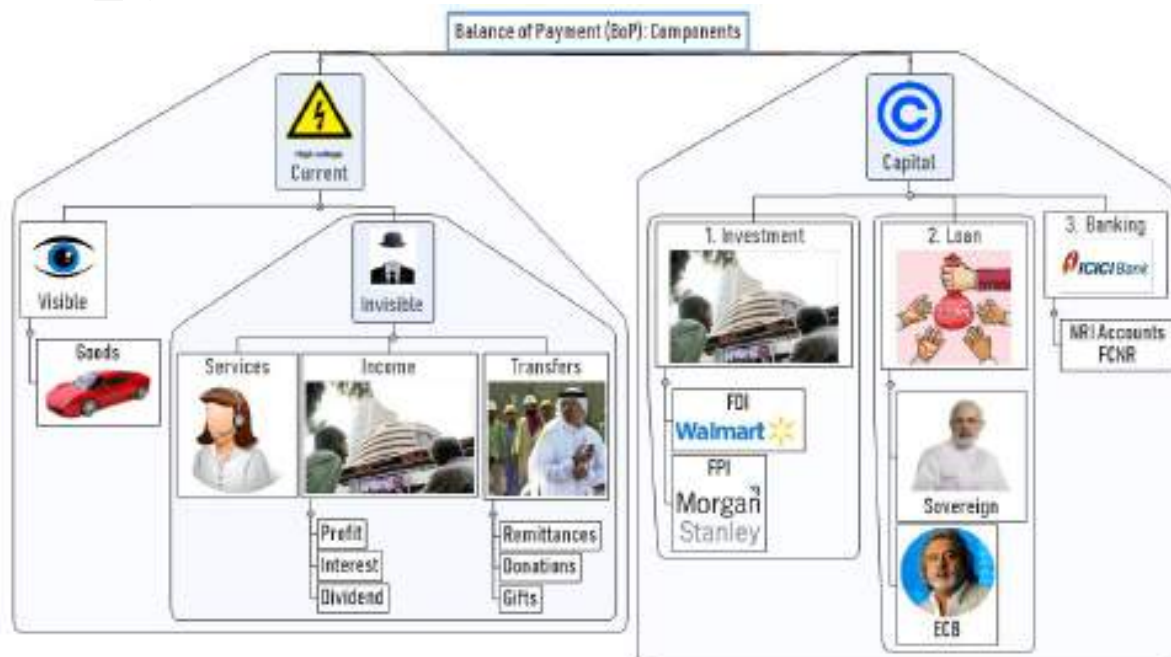 Balance of Payment (BoP): Components
High voltage
Current
Capital
Visible
Invisible
1. Investment
2. Loan
3. Banking
ICICI Bank
Goods
Services
Income
Transfers
NRI Accounts
FCNR
FDI
Walmart
FPI
Morgan
Stanley
Sovereign
ECB
Profit
Interest
Dividend
Remittances
Donations
Gifts